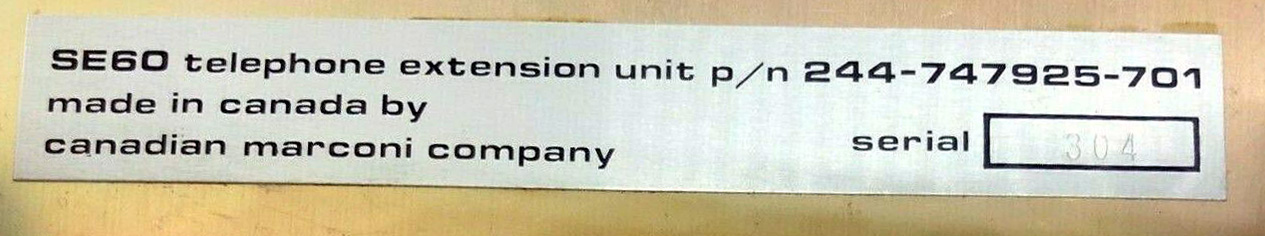 SE60 telephone extension unit p/n 244-747925-701
made in canada by
canadian marconi company
serial 304